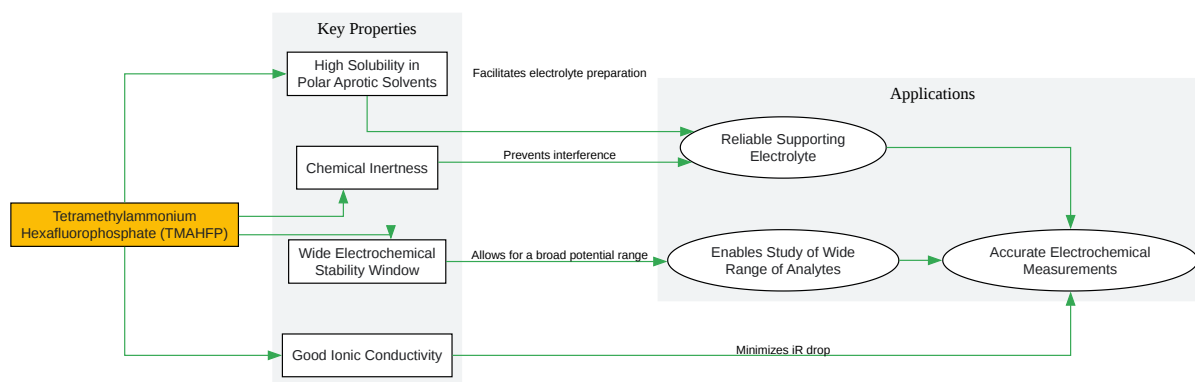 Key Properties
High Solubility in
Polar Aprotic Solvents
Facilitates electrolyte preparation
Applications
Reliable Supporting
Electrolyte
Prevents interference
Chemical Inertness
Tetramethylammonium
Hexafluorophosphate (TMAHFP)
Wide Electrochemical
Stability Window
Allows for a broad potential range
Enables Study of Wide
Range of Analytes
Accurate Electrochemical
Measurements
Good Ionic Conductivity
Minimizes iR drop